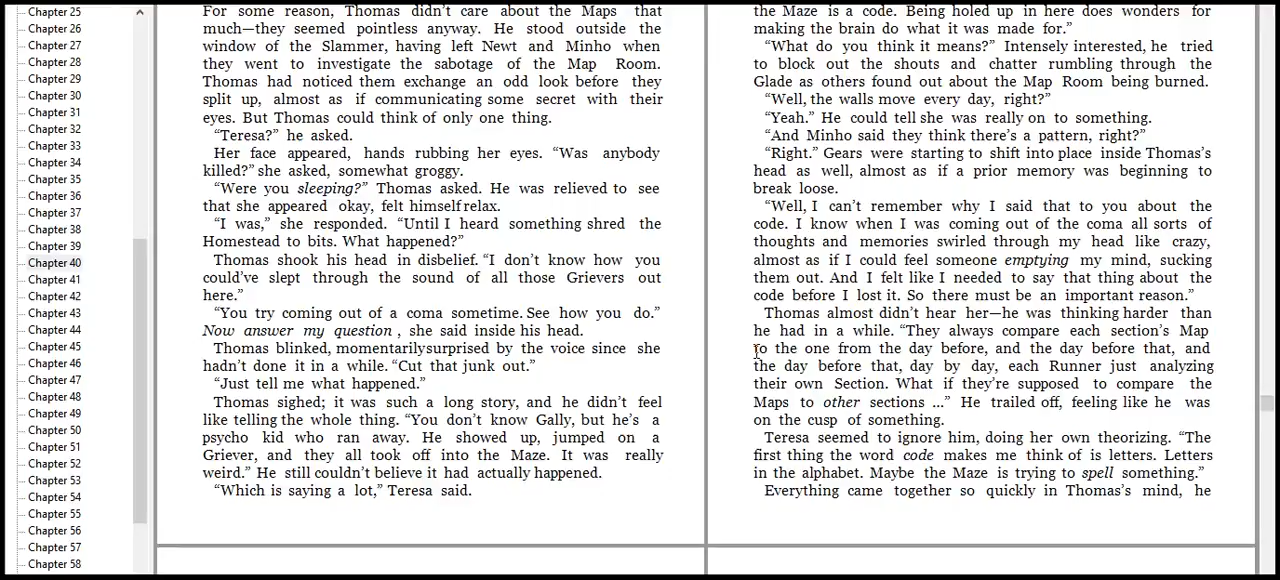 Chapter 25
Chapter 26
Chapter 27
Chapter 28
Chapter 29
Chapter 30
Chapter 31
Chapter 32
Chapter 33
Chapter 34
Chapter 35
Chapter 36
Chapter 37
Chapter 38
Chapter 39
Chapter 40
Chapter 41
Chapter 42
Chapter 43
Chapter 44
Chapter 45
Chapter 46
Chapter 47
Chapter 48
Chapter 49
Chapter 50
Chapter 51
Chapter 52
Chapter 53
Chapter 54
Chapter 55
Chapter 56
Chapter 57
Chapter 58
For some reason, Thomas didn't care about the Maps that
much—they seemed pointless anyway. He stood outside the
window of the Slammer, having left Newt and Minho when
they went to investigate the sabotage of the Map Room.
Thomas had noticed them exchange an odd look before they
split up, almost as if communicating some secret with their
eyes. But Thomas could think of only one thing.
“Teresa?” he asked.
Her face appeared, hands rubbing her eyes. “Was anybody
killed?” she asked, somewhat groggy.
“Were you sleeping?” Thomas asked. He was relieved to see
that she appeared okay, felt himself relax.
“I was,” she responded. “Until I heard something shred the
Homestead to bits. What happened?”
Thomas shook his head in disbelief. “I don't know how you
could've slept through the sound of all those Grievers out
here.”
“You try coming out of a coma sometime. See how you do.”
Now answer my question , she said inside his head.
Thomas blinked, momentarily surprised by the voice since she
hadn't done it in a while. “Cut that junk out.”
“Just tell me what happened.”
Thomas sighed; it was such a long story, and he didn't feel
like telling the whole thing. “You don't know Gally, but he's a
psycho kid who ran away. He showed up, jumped on a
Griever, and they all took off into the Maze. It was really
weird.” He still couldn't believe it had actually happened.
“Which is saying a lot,” Teresa said.
the Maze is a code. Being holed up in here does wonders for
making the brain do what it was made for.”
“What do you think it means?” Intensely interested, he tried
to block out the shouts and chatter rumbling through the
Glade as others found out about the Map Room being burned.
“Well, the walls move every day, right?”
“Yeah.” He could tell she was really on to something.
“And Minho said they think there's a pattern, right?”
“Right.” Gears were starting to shift into place inside Thomas's
head as well, almost as if a prior memory was beginning to
break loose.
“Well, I can't remember why I said that to you about the
code. I know when I was coming out of the coma all sorts of
thoughts and memories swirled through my head like crazy,
almost as if I could feel someone emptying my mind, sucking
them out. And I felt like I needed to say that thing about the
code before I lost it. So there must be an important reason.”
Thomas almost didn't hear her—he was thinking harder than
he had in a while. “They always compare each section's Map
to the one from the day before, and the day before that, and
the day before that, day by day, each Runner just analyzing
their own Section. What if they're supposed to compare the
Maps to other sections ...” He trailed off, feeling like he was
on the cusp of something.
Teresa seemed to ignore him, doing her own theorizing. “The
first thing the word code makes me think of is letters. Letters
in the alphabet. Maybe the Maze is trying to spell something.”
Everything came together so quickly in Thomas's mind, he